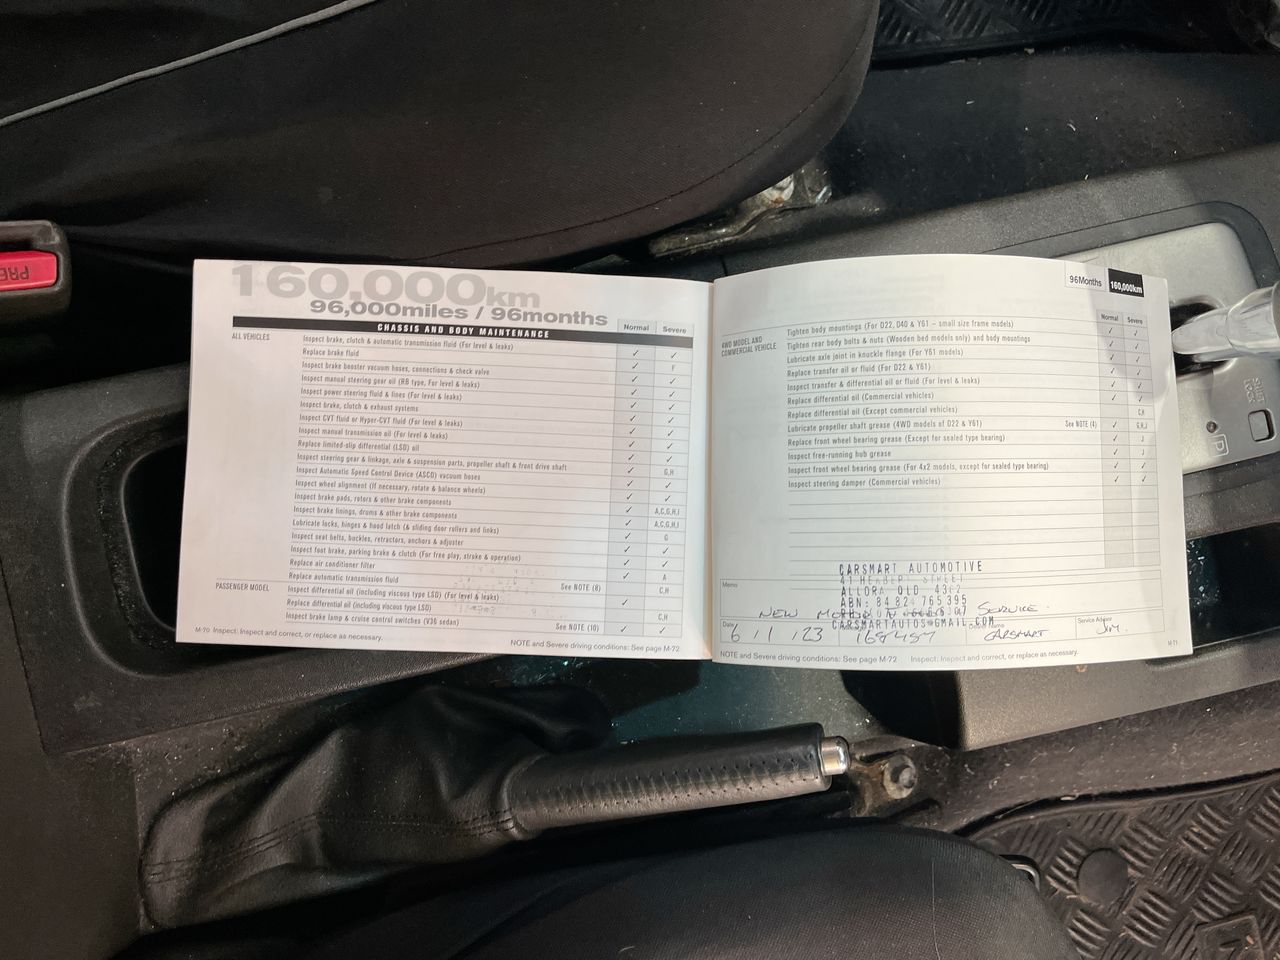 PRE
160,000km
96,000miles / 96months
CHASSIS AND BODY MAINTENANCE
Normal Severe
ALL VEHICLES
Inspect brake, clutch & automatic transmission fluid (For level & leaks)
Replace brake fluid
Inspect brake booster vacuum hoses, connections & check valve
Inspect manual steering gear oil (RB type, For level & leaks)
Inspect power steering fluid & lines (For level & leaks)
Inspect brake, clutch & exhaust systems
Inspect CVT fluid or Hyper-CVT fluid (For level & leaks)
Inspect manual transmission oil (For level & leaks)
Replace limited-slip differential (LSD) oil
Inspect steering gear & linkage, axle & suspension parts, propeller shaft & front drive shaft
Inspect Automatic Speed Control Device (ASCD) vacuum hoses
Inspect wheel alignment (If necessary, rotate & balance wheels)
Inspect brake pads, rotors & other brake components
Inspect brake linings, drums & other brake components
Lubricate locks, hinges & hood latch (& sliding door rollers and links)
Inspect seat belts, buckles, retractors, anchors & adjuster
Inspect foot brake, parking brake & clutch (For free play, stroke & operation)
Replace air conditioner filter
Replace automatic transmission fluid See NOTE (8)
PASSENGER MODEL
Inspect differential oil (including viscous type LSD) (For level & leaks)
Replace differential oil (including viscous type LSD)
Inspect brake lamp & cruise control switches (V36 sedan) See NOTE (10)
F
G,H
A,C,G,H,I
A,C,G,H,I
G
A
C,H
C,H
M-70 Inspect: Inspect and correct, or replace as necessary.
NOTE and Severe driving conditions: See page M-72
96Months 160,000km
Normal Severe
4WD MODEL AND COMMERCIAL VEHICLE
Tighten body mountings (For D22, D40 & Y61 – small size frame models)
Tighten rear body bolts & nuts (Wooden bed models only) and body mountings
Lubricate axle joint in knuckle flange (For Y61 models)
Replace transfer oil or fluid (For D22 & Y61)
Inspect transfer & differential oil or fluid (For level & leaks)
Replace differential oil (Commercial vehicles)
Replace differential oil (Except commercial vehicles) C,H
Lubricate propeller shaft grease (4WD models of D22 & Y61) See NOTE (4) G,H,J
Replace front wheel bearing grease (Except for sealed type bearing) J
Inspect free-running hub grease J
Inspect front wheel bearing grease (For 4x2 models, except for sealed type bearing)
Inspect steering damper (Commercial vehicles)
CARSMART AUTOMOTIVE
ALLORA QLD
CARSMARTAUTOS@GMAIL.COM
Memo
NEW SERVICE
Date 6 / 1 / 23
CARSMART
Service Advisor
Jim.
NOTE and Severe driving conditions: See page M-72 Inspect: Inspect and correct, or replace as necessary.
M-71
SHIFT LOCK
P